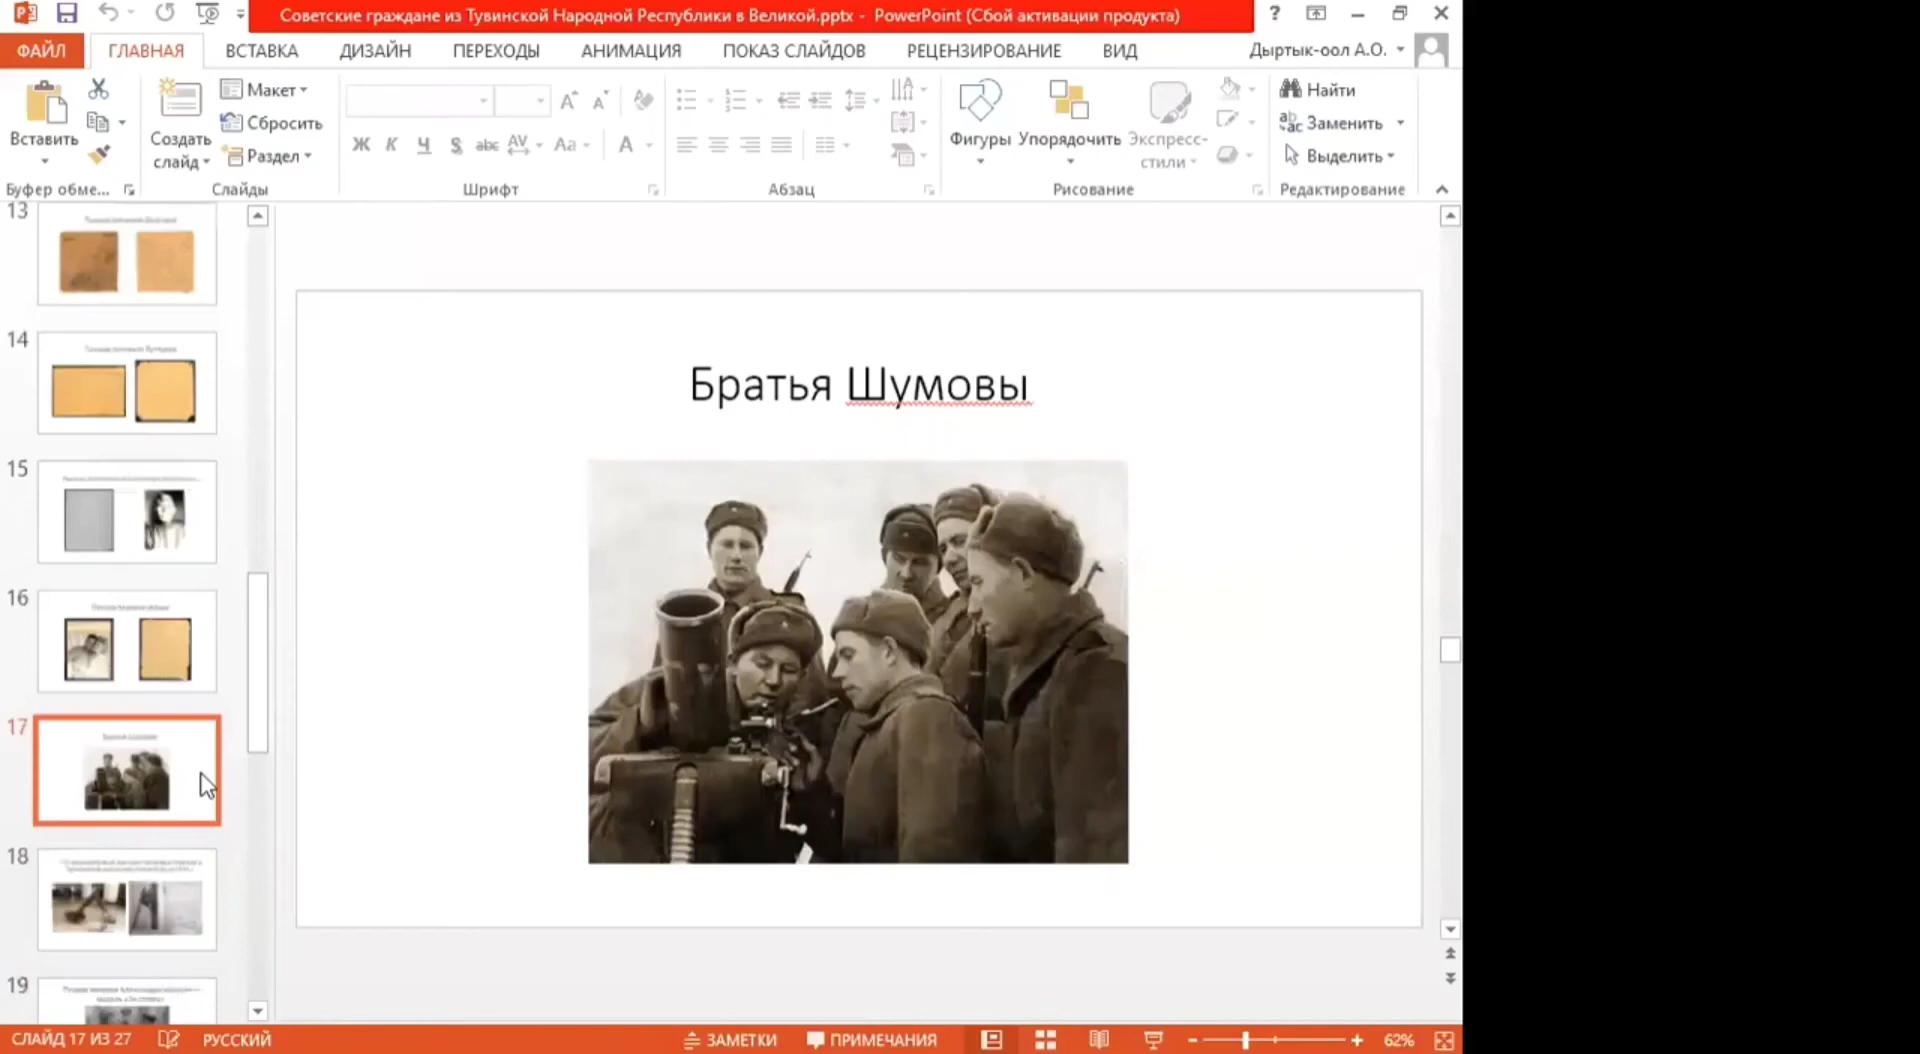 Советские граждане из Тувинской Народной Республики в Великой.pptx - PowerPoint (Сбой активации продукта)
?
ФАЙЛ ГЛАВНАЯ ВСТАВКА ДИЗАЙН ПЕРЕХОДЫ АНИМАЦИЯ ПОКАЗ СЛАЙДОВ РЕЦЕНЗИРОВАНИЕ ВИД Дыртык-оол А.О.
Вставить
Создать слайд
Макет
Сбросить
Раздел
Ж К Ч S abc AV Aa A
Фигуры Упорядочить Экспресс-стили
Найти
Заменить
Выделить
Буфер обме... Слайды Шрифт Абзац Рисование Редактирование
13
14
15
16
17
18
19
Братья Шумовы
СЛАЙД 17 ИЗ 27 РУССКИЙ ЗАМЕТКИ ПРИМЕЧАНИЯ 62%